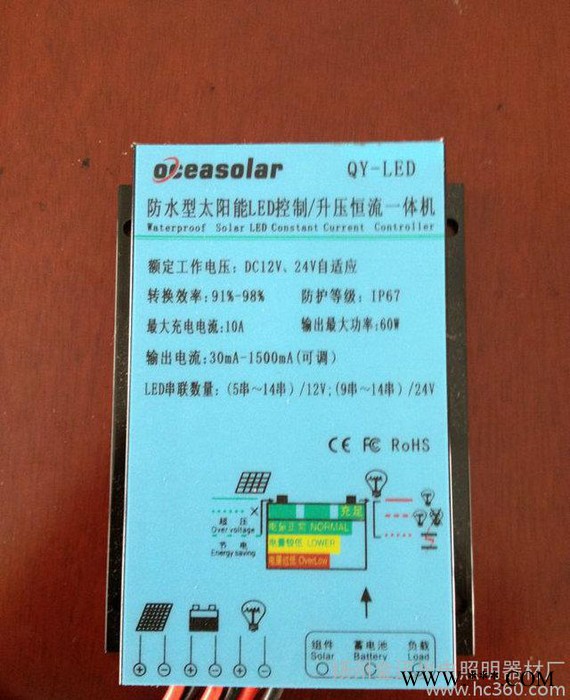 oceasolar QY-LED
防水型太阳能LED控制/升压恒流一体机
Waterproof Solar LED Constant Current Controller
额定工作电压：DC12V、24V自适应
转换效率：91%-98% 防护等级：IP67
最大充电电流：10A 输出最大功率：60W
输出电流：30mA-1500mA(可调)
LED串联数量：(5串～14串)/12V;(9串～14串)/24V
CE FC RoHS
充足
超压
Over voltage
电量正常 NORMAL
节电
Energy saving
电量较低 LOWER
电量过低 OverLow
组件 蓄电池 负载
Solar Battery Load
照明器材厂
www.hc360.com